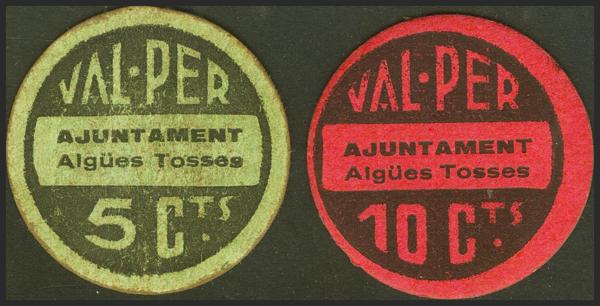 VAL·PER
AJUNTAMENT
Algües Tosses
5 CTS.
VAL·PER
AJUNTAMENT
Algües Tosses
10 CTS.